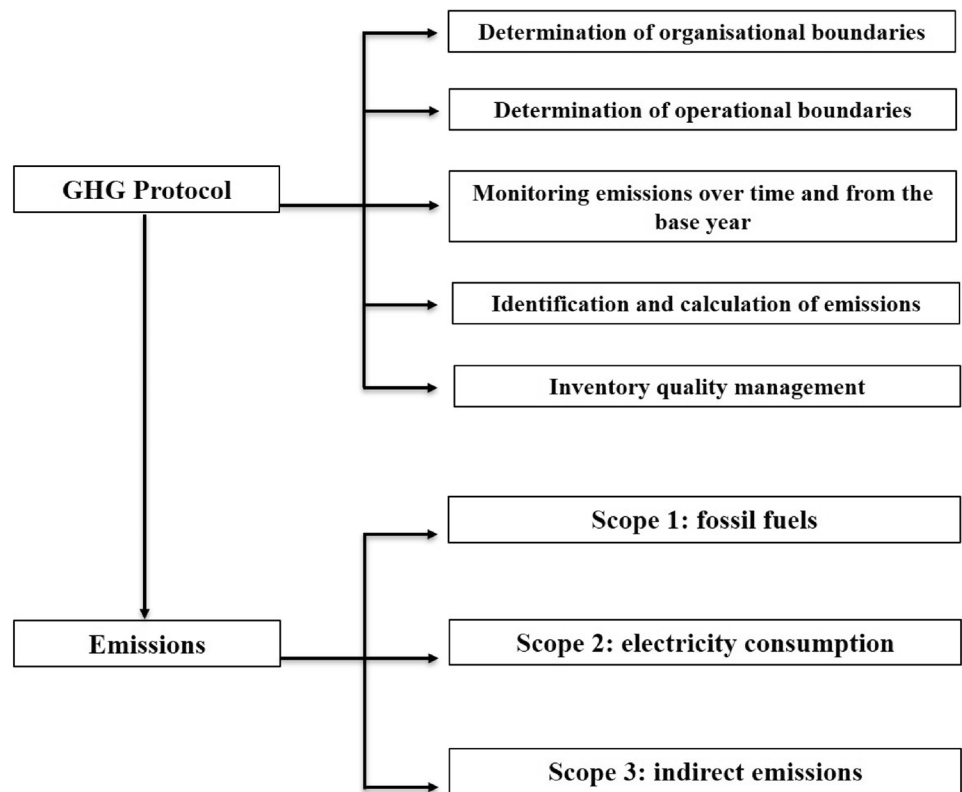 Determination of organisational boundaries
Determination of operational boundaries
GHG Protocol
Monitoring emissions over time and from the
base year
Identification and calculation of emissions
Inventory quality management
Scope 1: fossil fuels
Emissions
Scope 2: electricity consumption
Scope 3: indirect emissions